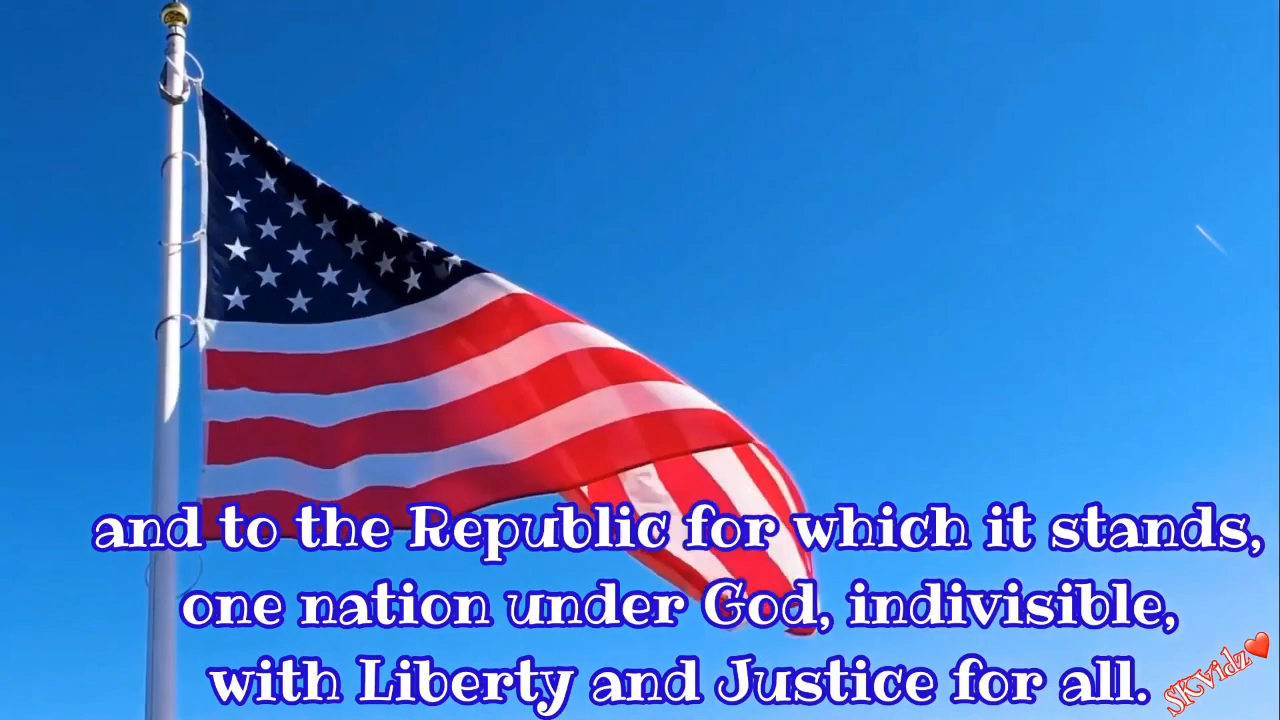 and to the Republic for which it stands,
one nation under God, indivisible,
with Liberty and Justice for all.
SKVidz